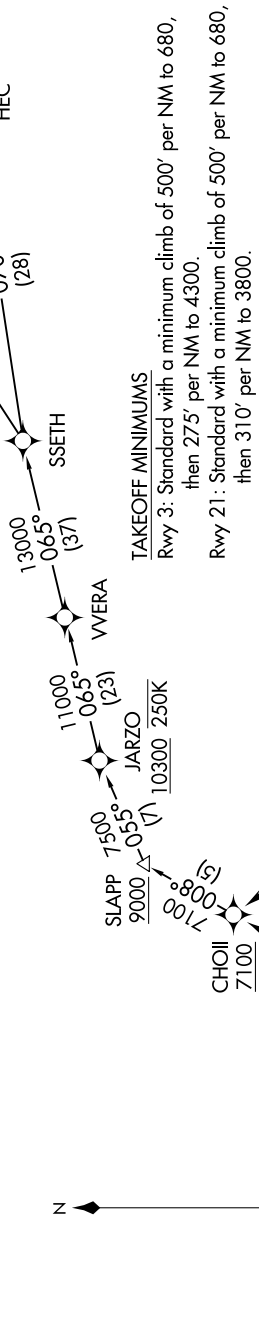 HEC
(28)
SSETH
13000
065°
(37)
VVERA
11000
065°
(23)
JARZO
10300 250K
7500
055°
(7)
SLAPP
9000
7100
008°
(5)
CHOII
7100
N
TAKEOFF MINIMUMS
Rwy 3: Standard with a minimum climb of 500' per NM to 680,
then 275' per NM to 4300.
Rwy 21: Standard with a minimum climb of 500' per NM to 680,
then 310' per NM to 3800.